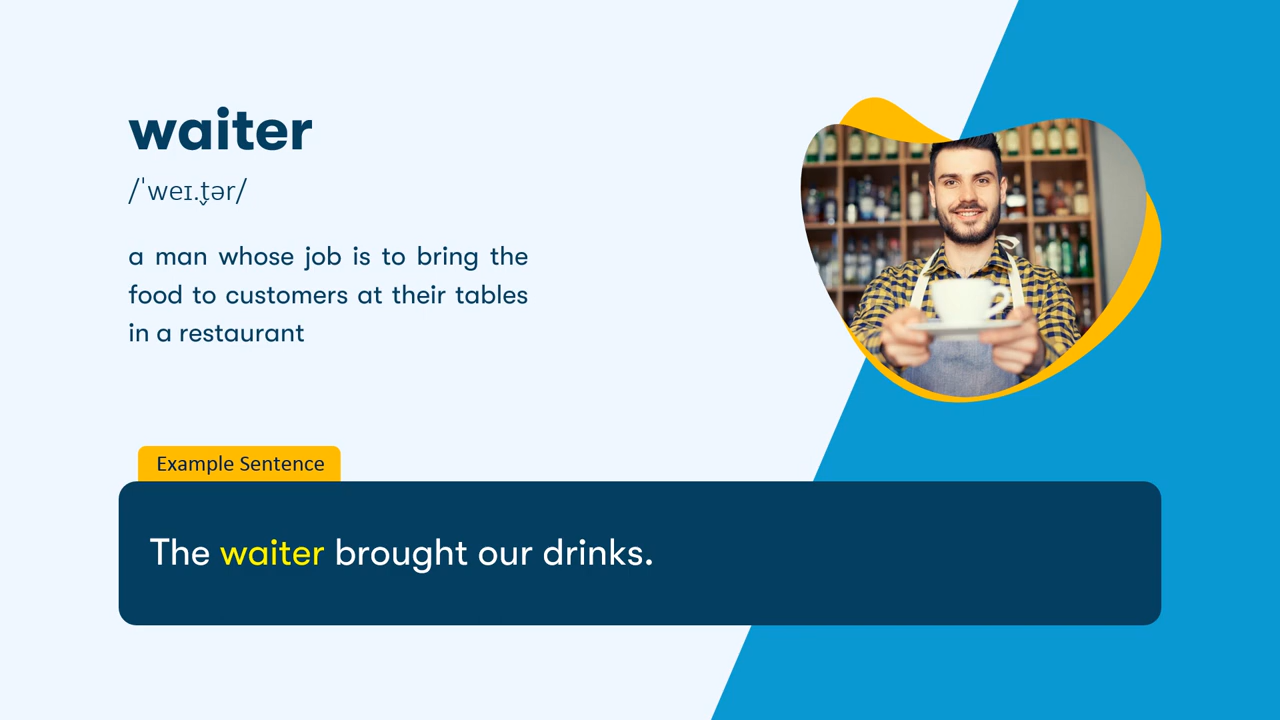 waiter
/ˈweɪ.t̬ər/
a man whose job is to bring the
food to customers at their tables
in a restaurant
Example Sentence
The waiter brought our drinks.